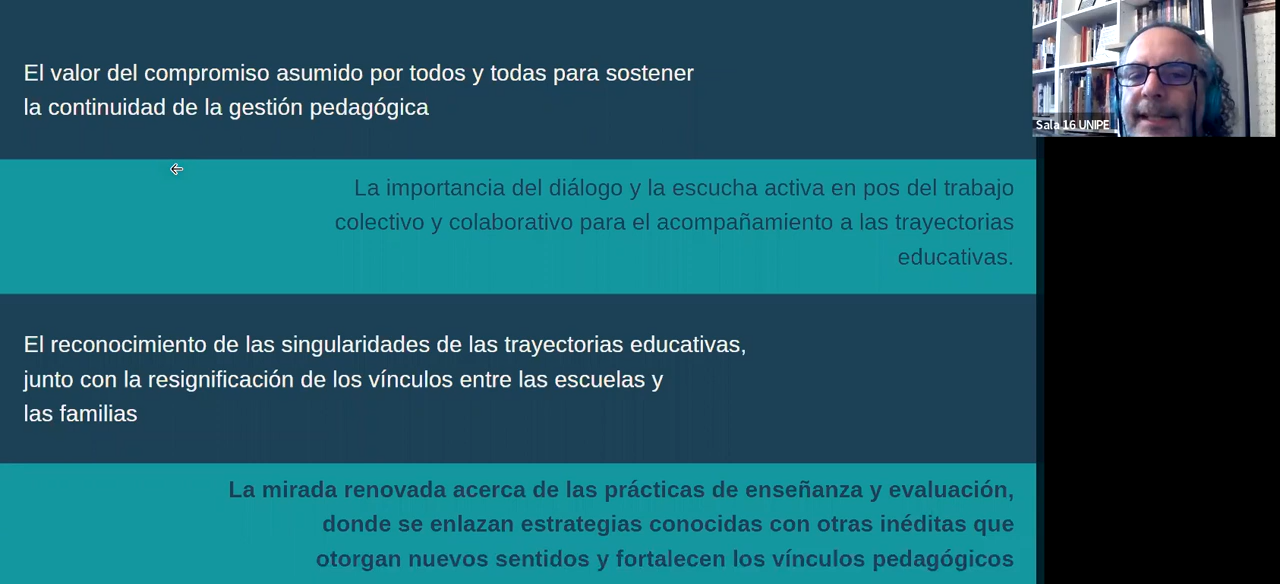 El valor del compromiso asumido por todos y todas para sostener
la continuidad de la gestión pedagógica
Sala 16 UNIPE
La importancia del diálogo y la escucha activa en pos del trabajo
colectivo y colaborativo para el acompañamiento a las trayectorias
educativas.
El reconocimiento de las singularidades de las trayectorias educativas,
junto con la resignificación de los vínculos entre las escuelas y
las familias
La mirada renovada acerca de las prácticas de enseñanza y evaluación,
donde se enlazan estrategias conocidas con otras inéditas que
otorgan nuevos sentidos y fortalecen los vínculos pedagógicos